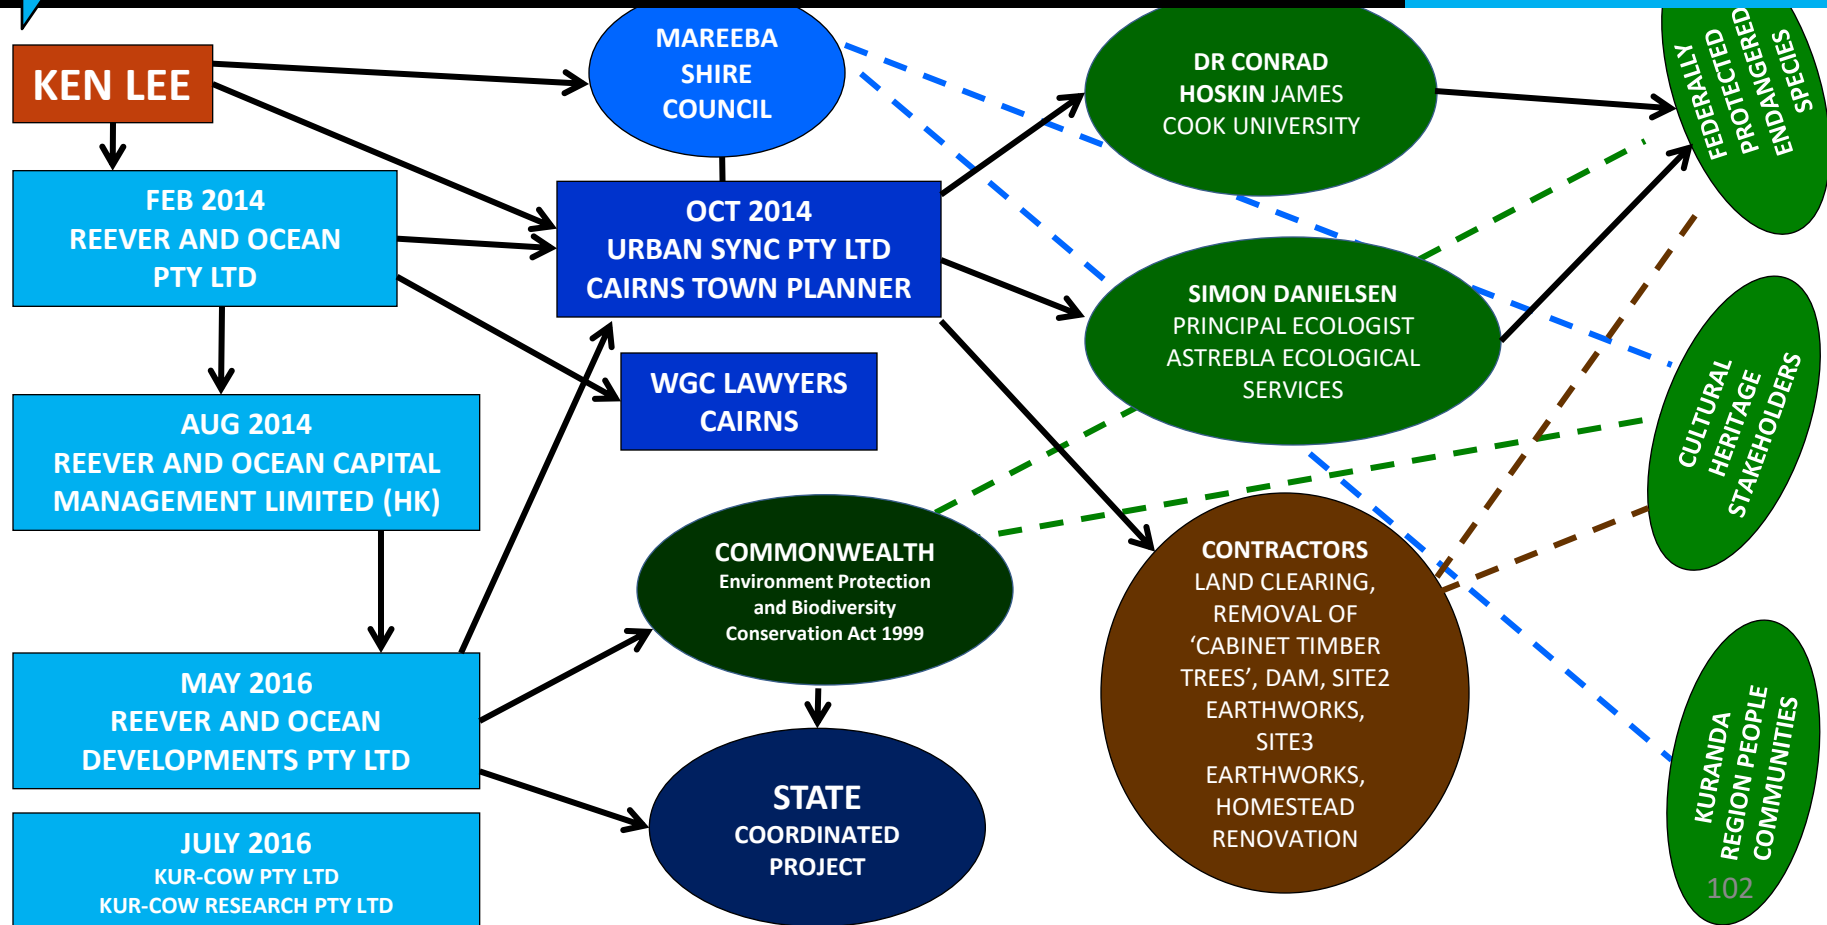 KEN LEE
MAREEBA
SHIRE
COUNCIL
DR CONRAD
HOSKIN JAMES
COOK UNIVERSITY
FEDERALLY
PROTECTED
ENDAANGERED
SPECIES
FEB 2014
REEVER AND OCEAN
PTY LTD
OCT 2014
URBAN SYNC PTY LTD
CAIRNS TOWN PLANNER
SIMON DANIELSEN
PRINCIPAL ECOLOGIST
ASTREBLA ECOLOGICAL
SERVICES
CULTURAL
HERITAGE
STAKEHOLDERS
WGC LAWYERS
CAIRNS
AUG 2014
REEVER AND OCEAN CAPITAL
MANAGEMENT LIMITED (HK)
COMMONWEALTH
Environment Protection
and Biodiversity
Conservation Act 1999
CONTRACTORS
LAND CLEARING,
REMOVAL OF
‘CABINET TIMBER
TREES’, DAM, SITE2
EARTHWORKS,
SITE3
EARTHWORKS,
HOMESTEAD
RENOVATION
MAY 2016
REEVER AND OCEAN
DEVELOPMENTS PTY LTD
STATE
COORDINATED
PROJECT
KURANDA
REGION PEOPLE
COMMUNITIES
JULY 2016
KUR-COW PTY LTD
KUR-COW RESEARCH PTY LTD
102